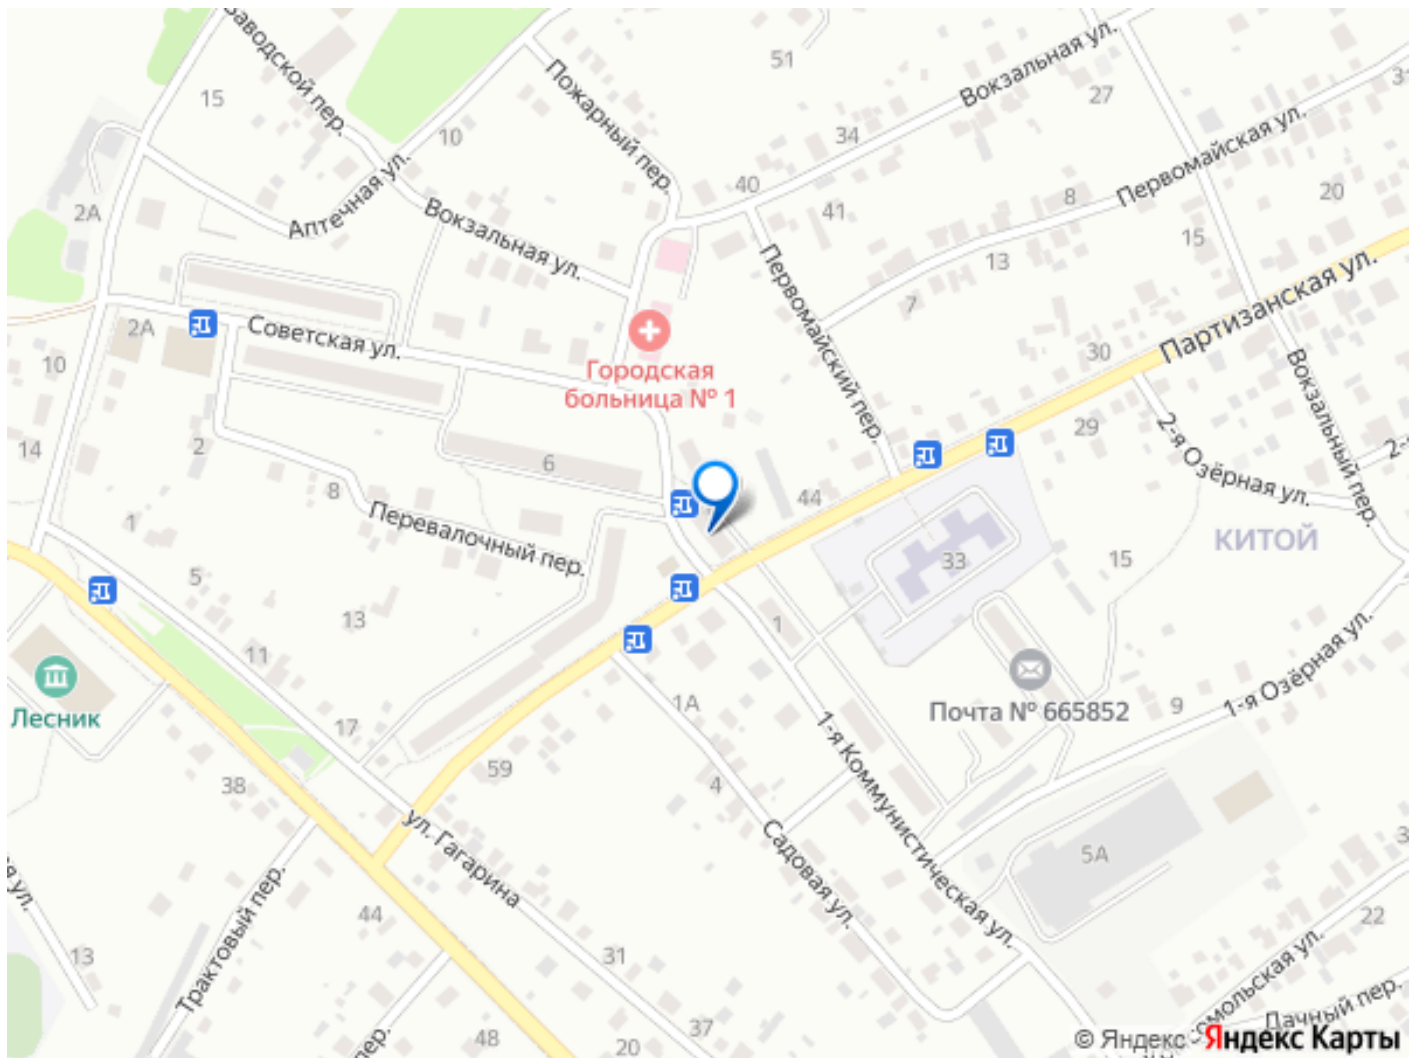 Заводской пер.
51
Вокзальная ул.
Пожарный пер.
15
27
10
34
Первомайская ул.
Аптечная ул.
40
8
20
2А
Вокзальная ул.
41
15
Первомайский пер.
13
7
Партизанская ул.
2А
Советская ул.
30
10
Городская
больница № 1
Вокзальный пер.
14
2
6
29
2-я Озёрная ул.
8
44
1
Перевалочный пер.
КИТОЙ
33
15
5
13
1
11
1-я Озёрная ул.
Лесник
17
1А
Почта № 665852
9
1-я Коммунистическая ул.
59
38
4
ул. Гагарина
Садовая ул.
5А
Трактовый пер.
44
22
13
31
Дачный пер.
37
48
20
пер.
© Яндекс
Яндекс Карты